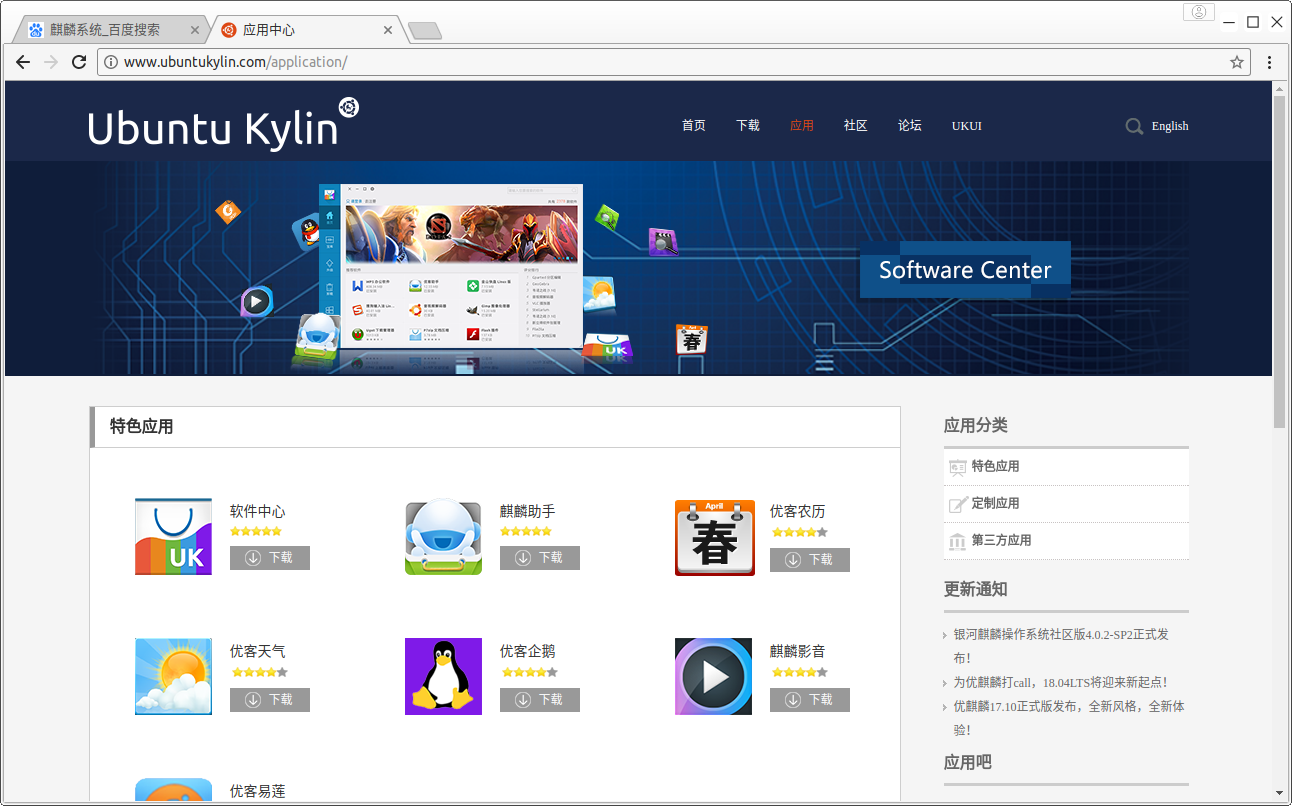 麒麟系统_百度搜索
应用中心
www.ubuntukylin.com/application/
Ubuntu Kylin
首页
下载
应用
社区
论坛
UKUI
English
Software Center
UK
春
特色应用
UK
软件中心
下载
麒麟助手
下载
April
春
优客农历
下载
优客天气
下载
优客企鹅
下载
麒麟影音
下载
优客易莲
应用分类
特色应用
定制应用
第三方应用
更新通知
银河麒麟操作系统社区版4.0.2-SP2正式发
布！
为优麒麟打call，18.04LTS将迎来新起点！
优麒麟17.10正式版发布，全新风格，全新体
验！
应用吧